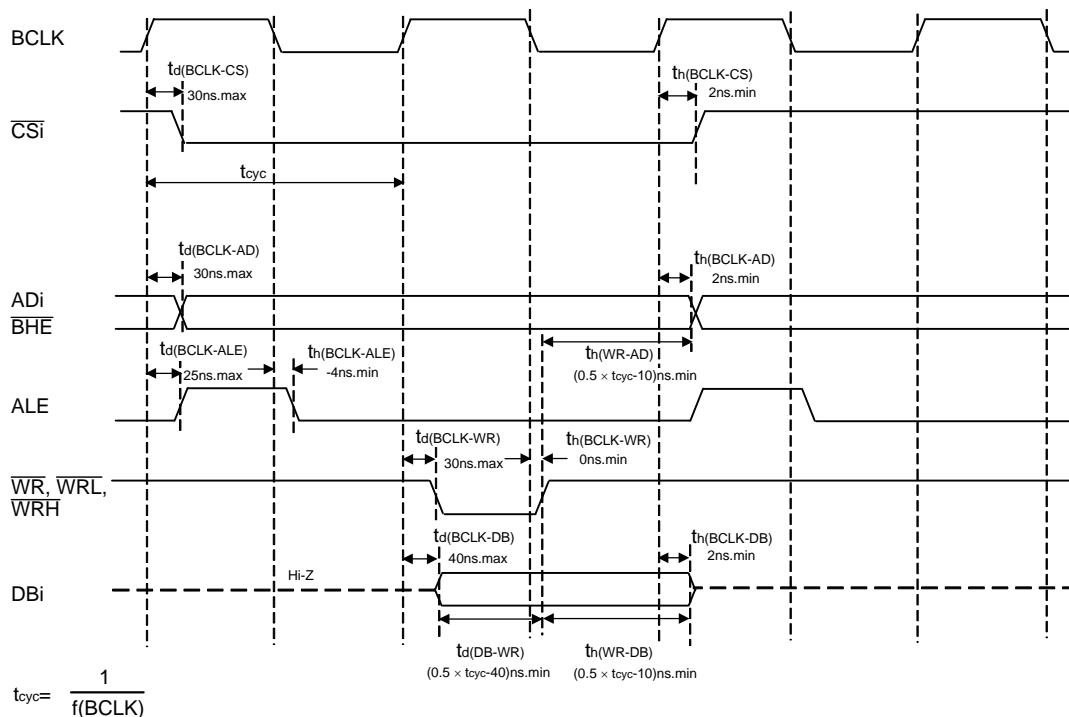 BCLK
td(BCLK-CS)
30ns.max
th(BCLK-CS)
2ns.min
CSi
tcyc
td(BCLK-AD)
30ns.max
th(BCLK-AD)
2ns.min
ADi
BHE
td(BCLK-ALE)
25ns.max
th(BCLK-ALE)
-4ns.min
th(WR-AD)
(0.5 × tcyc-10)ns.min
ALE
td(BCLK-WR)
30ns.max
th(BCLK-WR)
0ns.min
WR, WRL,
WRH
td(BCLK-DB)
40ns.max
th(BCLK-DB)
2ns.min
Hi-Z
DBi
td(DB-WR)
(0.5 × tcyc-40)ns.min
th(WR-DB)
(0.5 × tcyc-10)ns.min
tcyc= 1
f(BCLK)